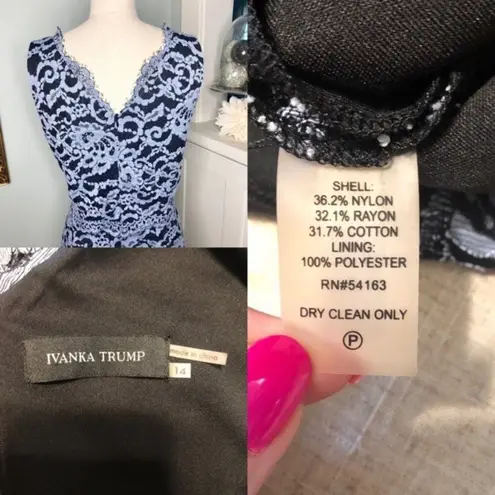 SHELL:
36.2% NYLON
32.1% RAYON
31.7% COTTON
LINING:
100% POLYESTER
RN#54163
DRY CLEAN ONLY
P
IVANKA TRUMP
made in china
14